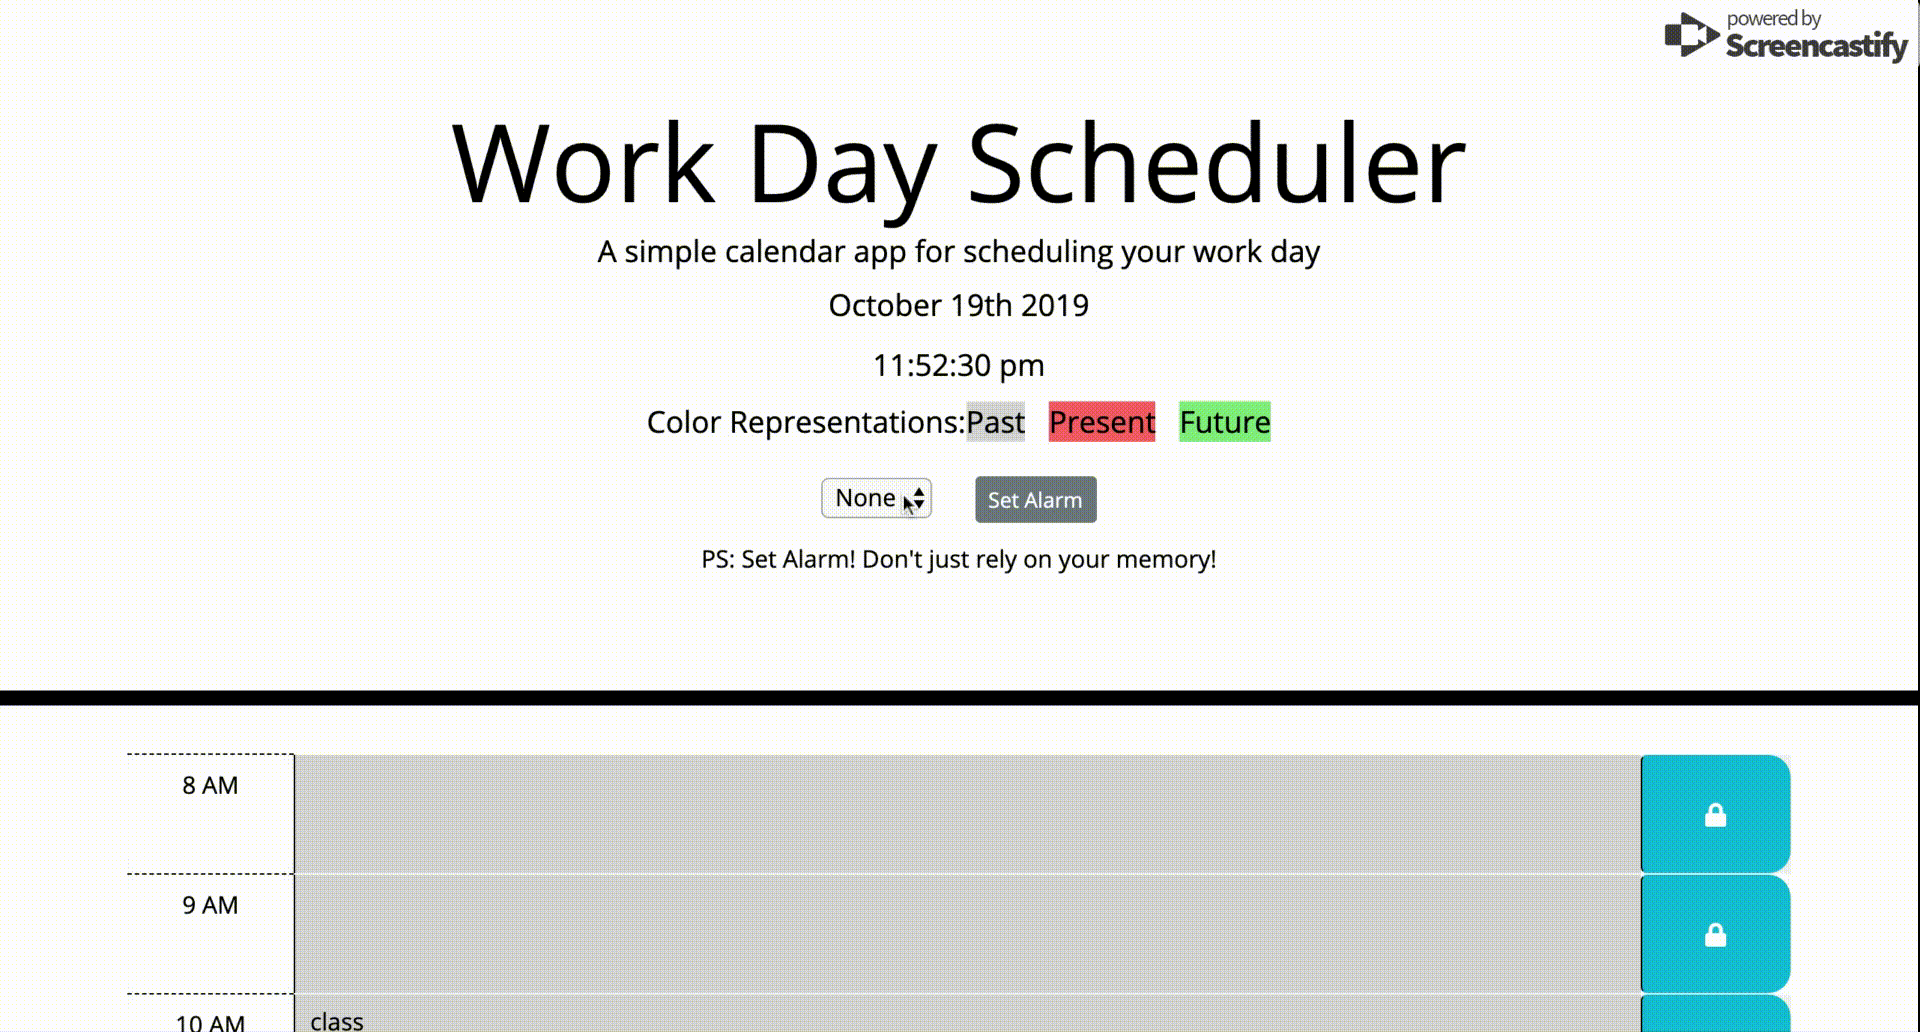 powered by
Screencastify
Work Day Scheduler
A simple calendar app for scheduling your work day
October 19th 2019
11:52:30 pm
Color Representations:Past Present Future
None Set Alarm
PS: Set Alarm! Don't just rely on your memory!
8 AM
9 AM
10 AM class